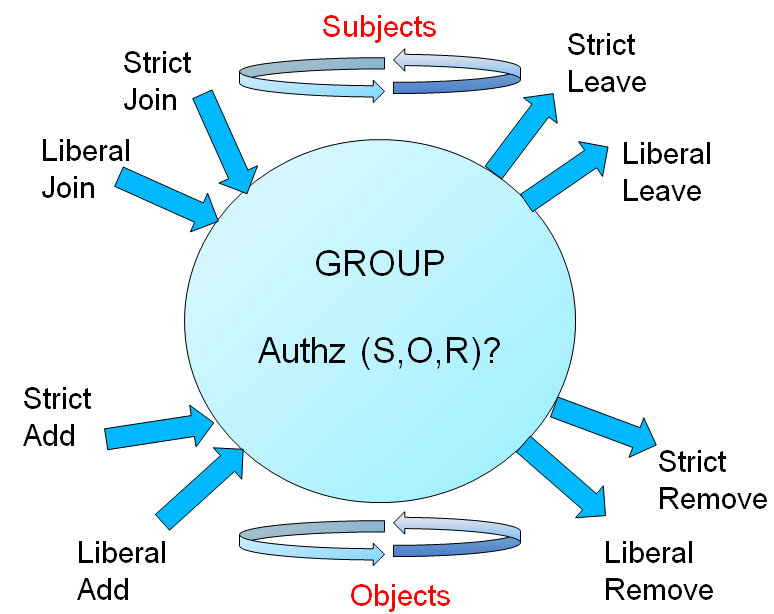 Subjects
Strict
Join
Strict
Leave
Liberal
Join
Liberal
Leave
GROUP
Authz (S,O,R)?
Strict
Add
Strict
Remove
Liberal
Add
Liberal
Remove
Objects